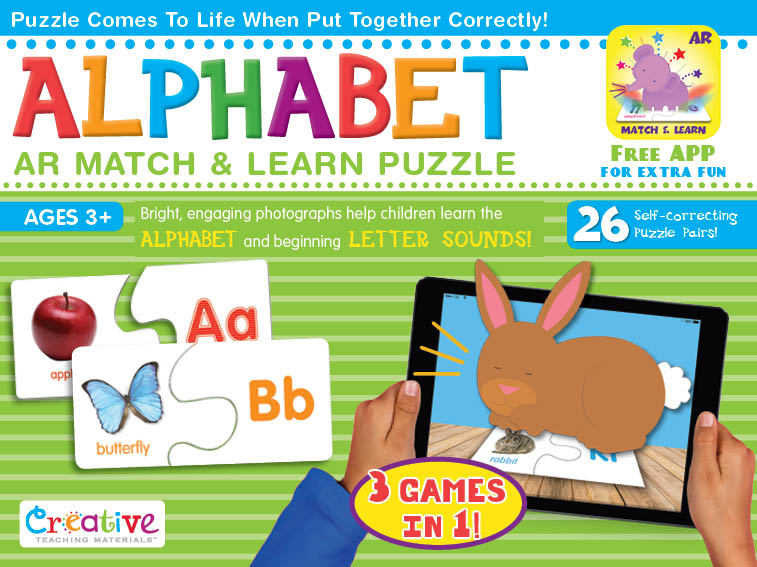 Puzzle Comes To Life When Put Together Correctly!
ALPHABET
AR MATCH & LEARN PUZZLE
AR
MATCH & LEARN
FREE APP
FOR EXTRA FUN
AGES 3+
Bright, engaging photographs help children learn the
ALPHABET and beginning LETTER SOUNDS!
26 Self-Correcting
Puzzle Pairs!
Aa
Bb
butterfly
rabbit
3 GAMES
IN 1!
Creative
TEACHING MATERIALS™